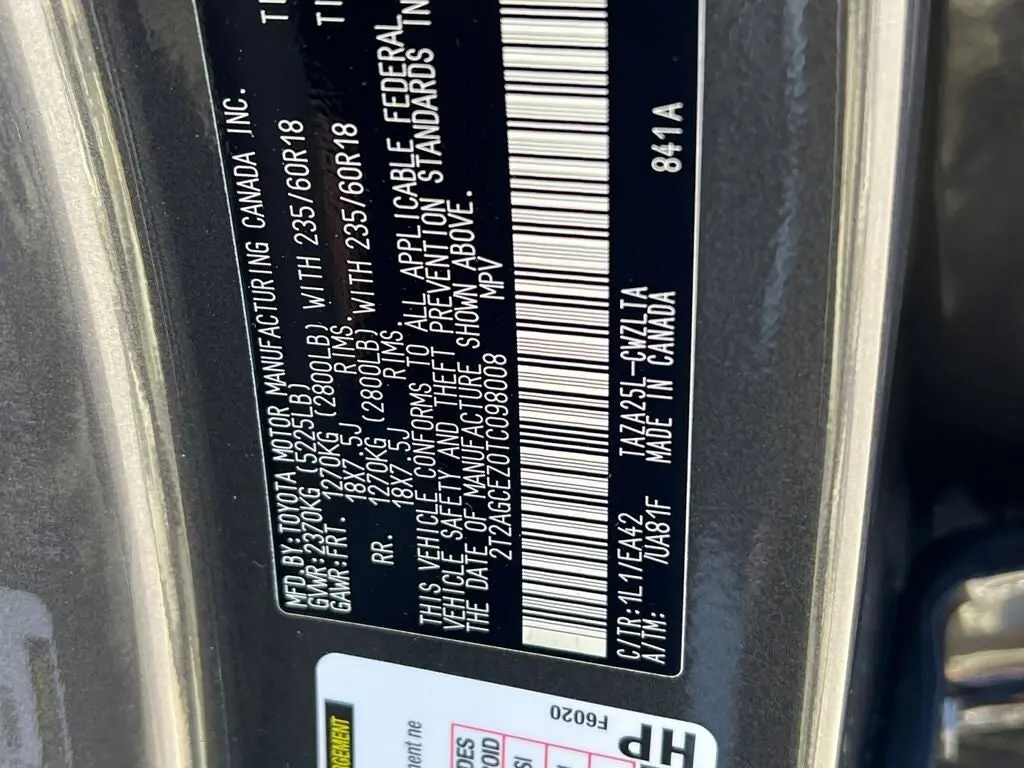 MFD.BY:TOYOTA MOTOR MANUFACTURING CANADA INC.
GVWR:2370KG (5225LB)
GAWR:FRT. 1270KG (2800LB) WITH 235/60R18
18X7.5J RIMS.
RR. 1270KG (2800LB) WITH 235/60R18
18X7.5J RIMS.
THIS VEHICLE CONFORMS TO ALL APPLICABLE FEDERAL
VEHICLE SAFETY AND THEFT PREVENTION STANDARDS IN
THE DATE OF MANUFACTURE SHOWN ABOVE.
2T2AGCEZ0TC098008 MPV
C/TR:1L1/EA42 TAZA25L-CWZLTA 841A
A/TM: /UA81F MADE IN CANADA
F6020
HP